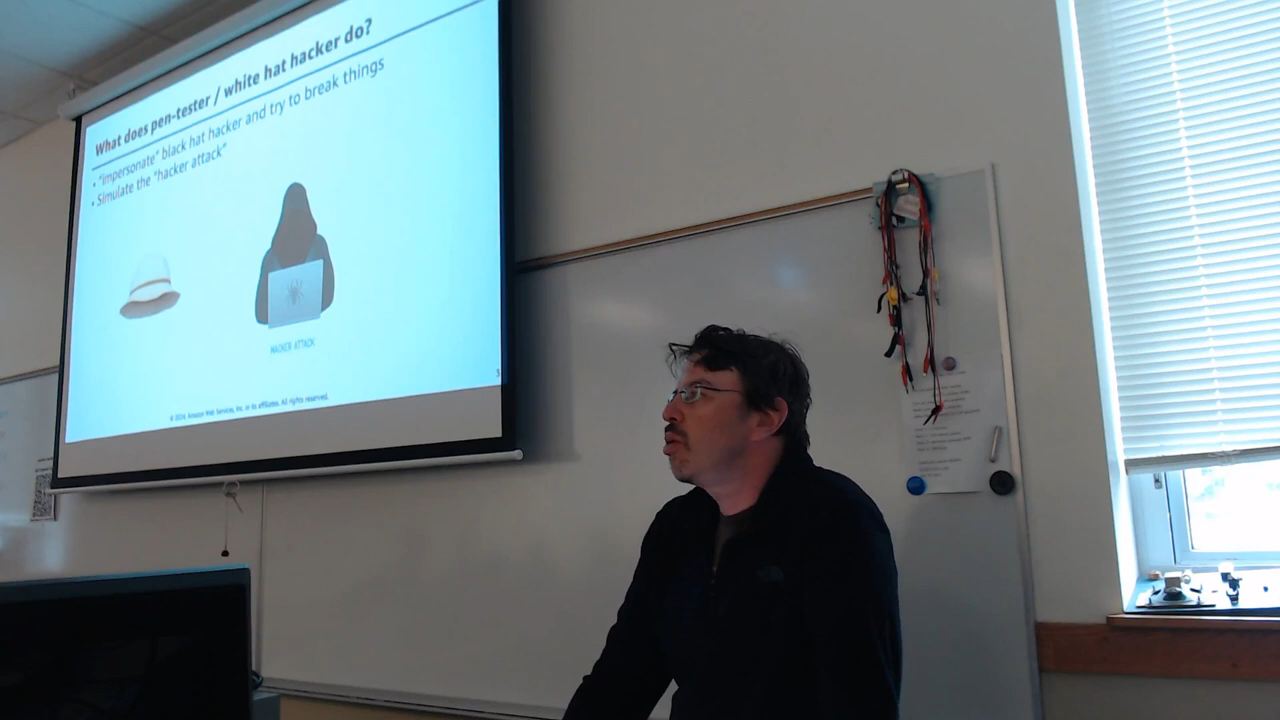 What does pen-tester / white hat hacker do?
• "impersonate" black hat hacker and try to break things
• Simulate the "hacker attack"
HACKER ATTACK
3
© 2024, Amazon Web Services, Inc. or its affiliates. All rights reserved.